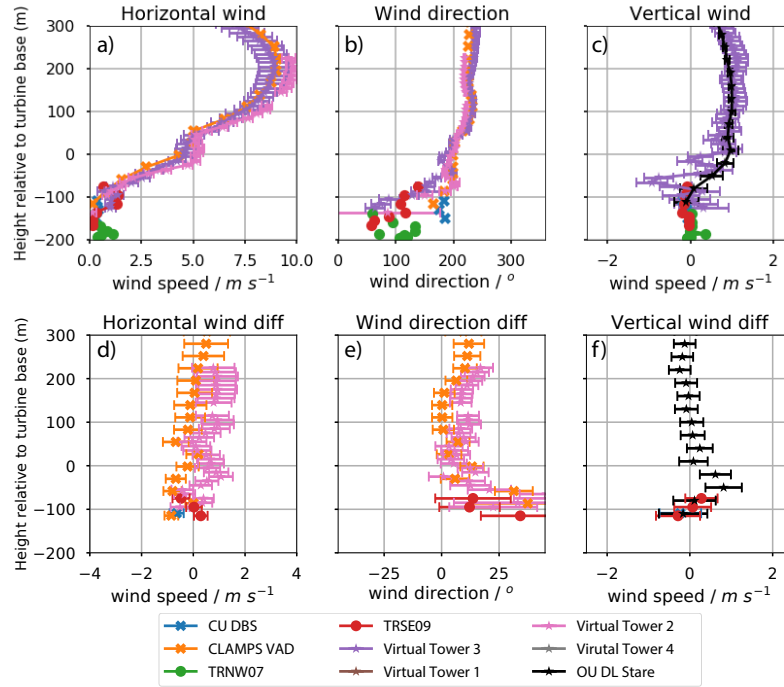 Horizontal wind
Wind direction
Vertical wind
Height relative to turbine base (m)
300
200
100
0
−100
−200
a)
b)
c)
0.0
2.5
5.0
7.5
10.0
0
100
200
300
−2
0
2
wind speed / m s⁻¹
wind direction / °
wind speed / m s⁻¹
Horizontal wind diff
Wind direction diff
Vertical wind diff
Height relative to turbine base (m)
300
200
100
0
−100
−200
d)
e)
f)
−4
−2
0
2
4
−25
0
25
−2
0
2
wind speed / m s⁻¹
wind direction / °
wind speed / m s⁻¹
CU DBS
CLAMPS VAD
TRNW07
TRSE09
Virtual Tower 3
Virtual Tower 1
Virtual Tower 2
Virutal Tower 4
OU DL Stare